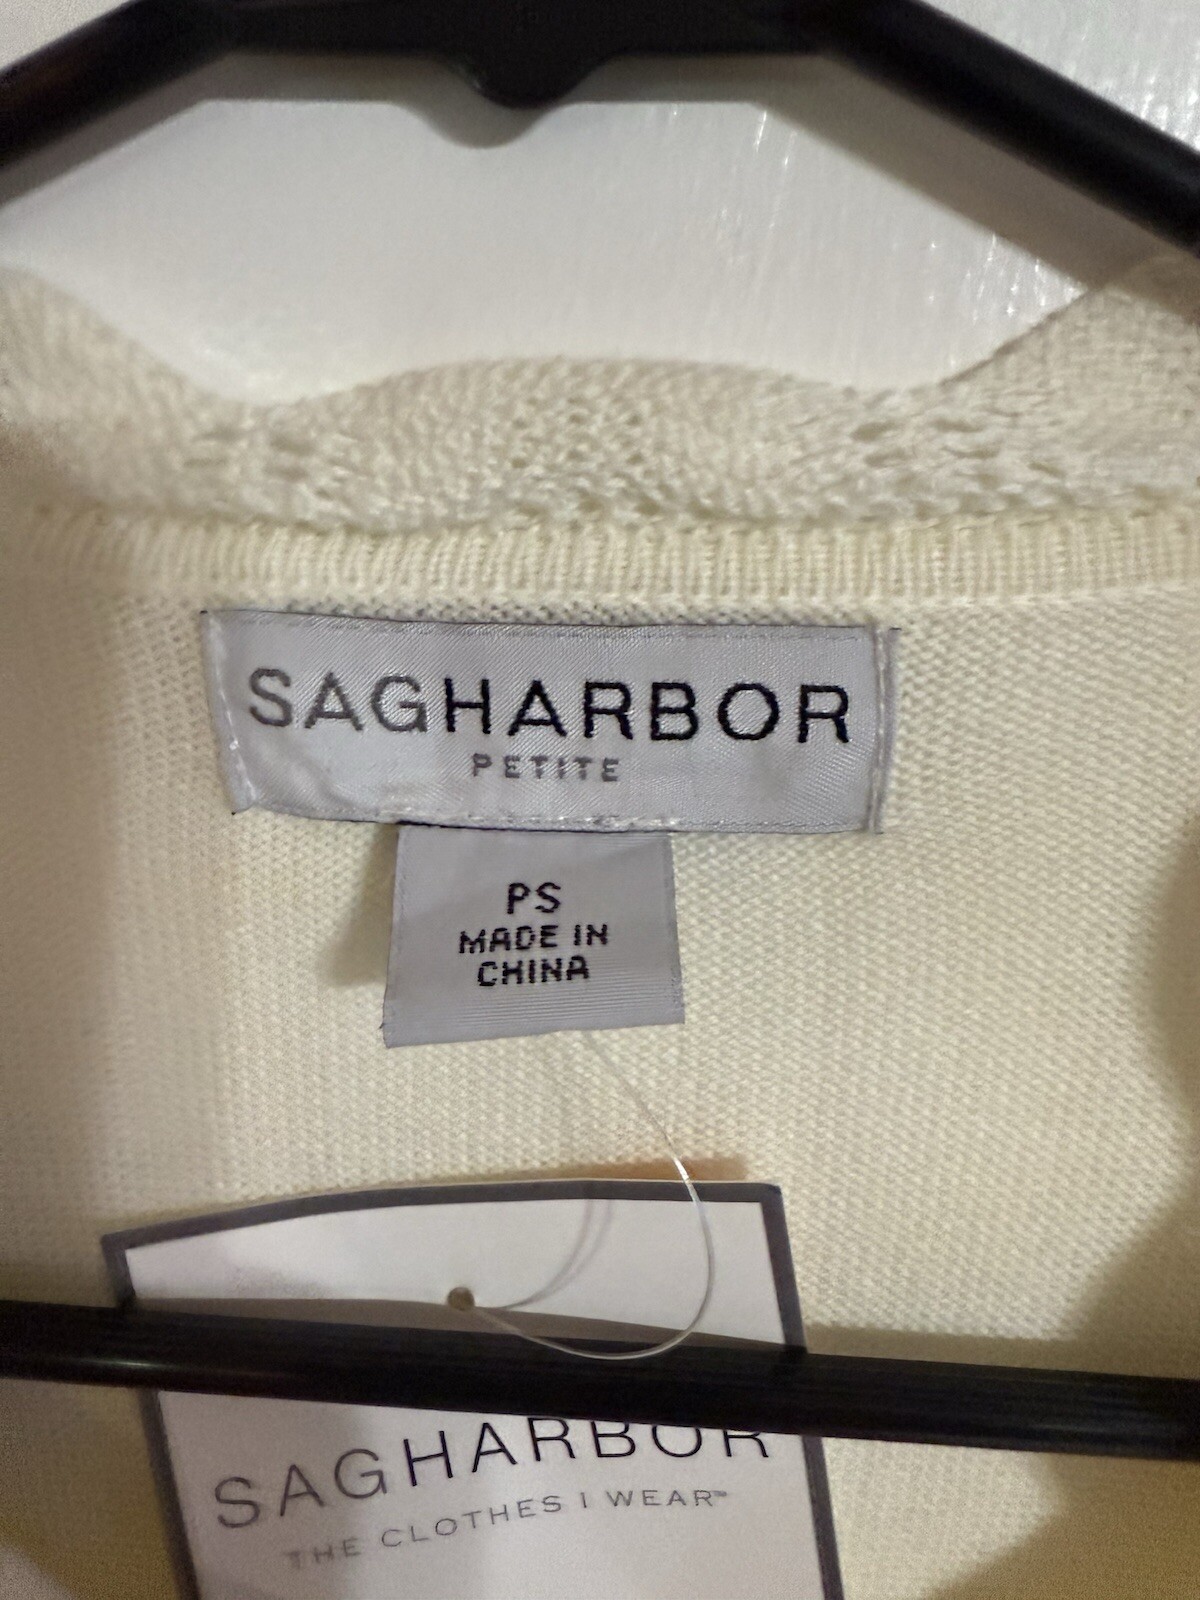 SAGHARBOR
PETITE
PS
MADE IN
CHINA
SAGHARBOR
THE CLOTHES I WEAR™